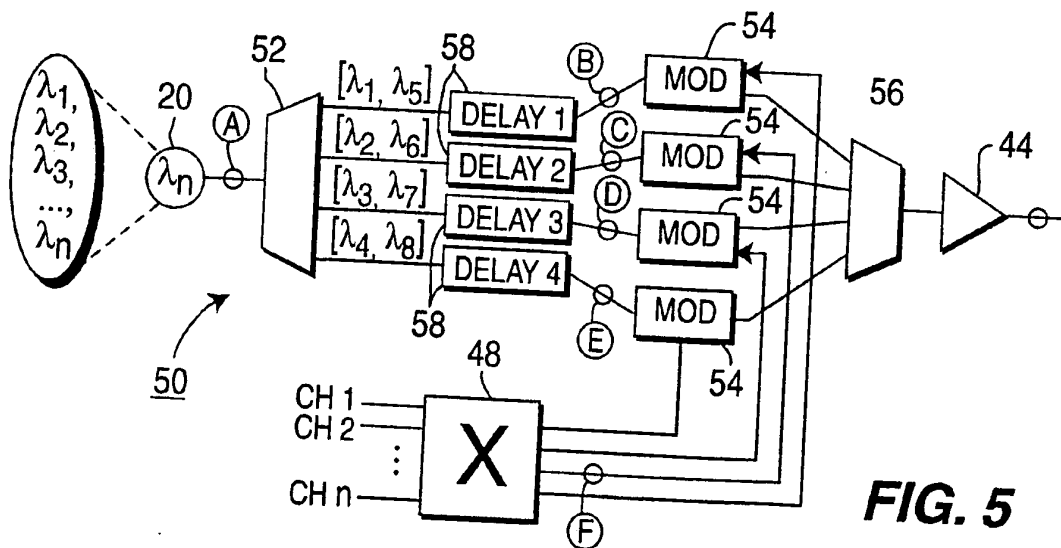 54
52
58
B
MOD
56
λ1,
λ2,
λ3,
...,
λn
20
A
[λ1, λ5]
DELAY 1
C
54
44
λn
[λ2, λ6]
DELAY 2
MOD
D
54
[λ3, λ7]
DELAY 3
MOD
[λ4, λ8]
DELAY 4
58
E
MOD
54
50
48
CH 1
CH 2
⋮
CH n
X
F
FIG. 5